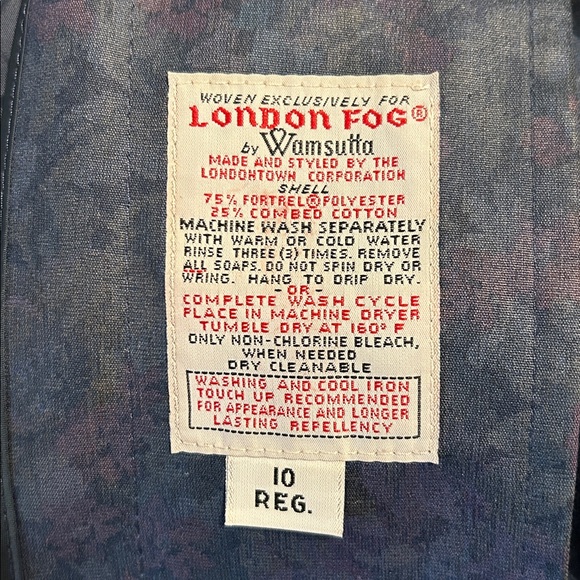 WOVEN EXCLUSIVELY FOR
LONDON FOG®
by Wamsutta
MADE AND STYLED BY THE
LONDONTOWN CORPORATION
SHELL
75% FORTREL® POLYESTER
25% COMBED COTTON
MACHINE WASH SEPARATELY
WITH WARM OR COLD WATER
RINSE THREE (3) TIMES. REMOVE
ALL SOAPS. DO NOT SPIN DRY OR
WRING. HANG TO DRIP DRY.
-OR-
COMPLETE WASH CYCLE
PLACE IN MACHINE DRYER
TUMBLE DRY AT 160° F
ONLY NON-CHLORINE BLEACH,
WHEN NEEDED
DRY CLEANABLE
WASHING AND COOL IRON
TOUCH UP RECOMMENDED
FOR APPEARANCE AND LONGER
LASTING REPELLENCY
10
REG.